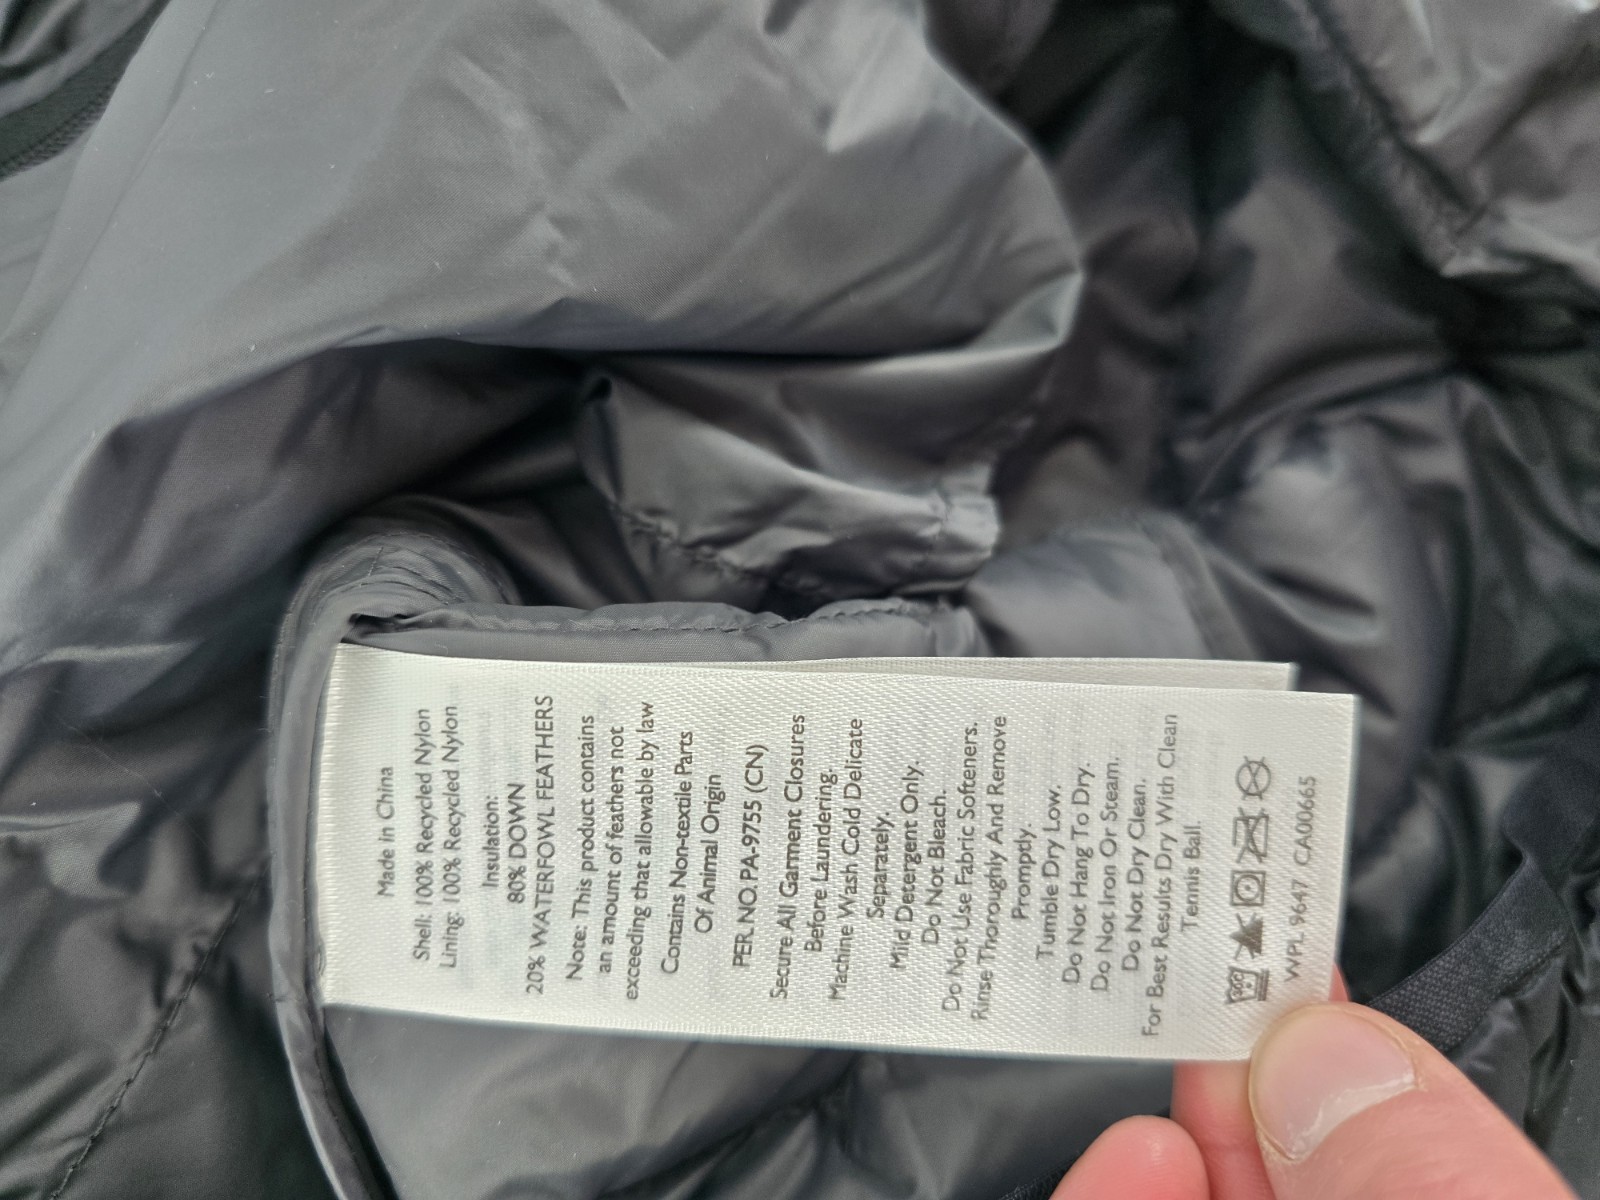 Made in China
Shell: 100% Recycled Nylon
Lining: 100% Recycled Nylon
Insulation:
80% DOWN
20% WATERFOWL FEATHERS
Note: This product contains
an amount of feathers not
exceeding that allowable by law
Contains Non-textile Parts
Of Animal Origin
PER. NO. PA-9755 (CN)
Secure All Garment Closures
Before Laundering.
Machine Wash Cold Delicate
Separately.
Mild Detergent Only.
Do Not Bleach.
Do Not Use Fabric Softeners.
Rinse Thoroughly And Remove
Promptly.
Tumble Dry Low.
Do Not Hang To Dry.
Do Not Iron Or Steam.
Do Not Dry Clean.
For Best Results Dry With Clean
Tennis Ball.
WPL 9647 CA00665